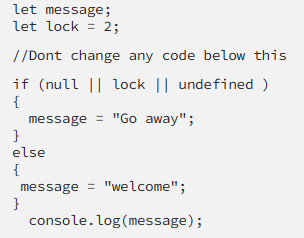 let message;
let lock = 2;
//Dont change any code below this
if (null || lock || undefined )
{
message = "Go away";
}
else
{
message = "welcome";
}
console.log(message);